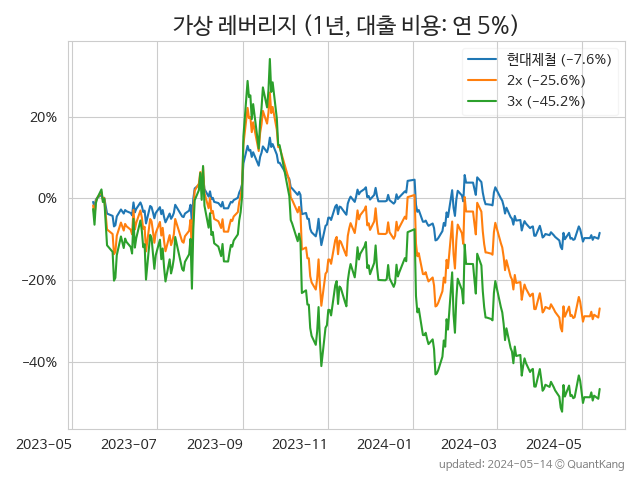 가상 레버리지 (1년, 대출 비용: 연 5%)
현대제철 (−7.6%)
2x (−25.6%)
3x (−45.2%)
20%
0%
−20%
−40%
2023−05 2023−07 2023−09 2023−11 2024−01 2024−03 2024−05
updated: 2024-05-14 © QuantKang